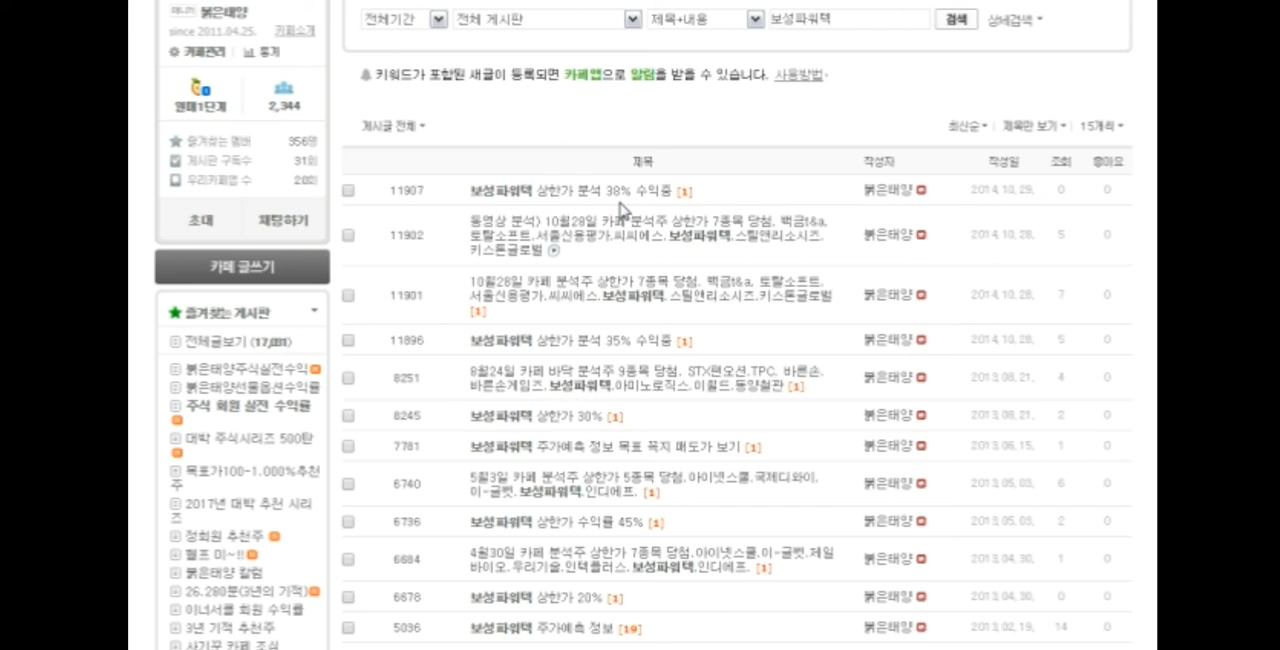 매니저 붉은태양
since 2011.04.25. 카페소개
카페관리 통계
열매1단계 2,344
즐겨찾는 멤버 956명
게시판 구독수 31회
우리카페앱 수 20회
초대 채팅하기
카페 글쓰기
즐겨찾는 게시판
전체글보기 (17,081)
붉은태양주식실전수익
붉은태양선물옵션수익률
주식 회원 실전 수익률
대박 주식시리즈 500탄
목표가100-1.000%추천
주
2017년 대박 추천 시리
즈
정회원 추천주
헬프 미~!!
붉은태양 칼럼
26.280분(3년의 기적)
이너서클 회원 수익률
3년 기적 추천주
사기꾼 카페 조심
전체기간 전체 게시판 제목+내용 보성파워텍 검색 상세검색
키워드가 포함된 새글이 등록되면 카페앱으로 알림을 받을 수 있습니다. 사용방법
게시글 전체 최신순 제목만 보기 15개씩
제목 작성자 작성일 조회 좋아요
11907 보성파워텍 상한가 분석 38% 수익중 [1] 붉은태양 2014.10.29. 0 0
동영상 분석) 10월28일 카페 분석주 상한가 7종목 당첨. 백금t&a.
11902 토탈소프트.서울신용평가.씨씨에스.보성파워텍.스틸앤리소시즈. 붉은태양 2014.10.28. 5 0
키스톤글로벌
10월28일 카페 분석주 상한가 7종목 당첨. 백금t&a. 토탈소프트.
11901 서울신용평가.씨씨에스.보성파워텍.스틸앤리소시즈.키스톤글로벌 붉은태양 2014.10.28. 7 0
[1]
11896 보성파워텍 상한가 분석 35% 수익중 [1] 붉은태양 2014.10.28. 5 0
8월24일 카페 바닥 분석주 9종목 당첨. STX팬오션.TPC. 바른손.
8251 바른손게임즈.보성파워텍.아미노로직스.이월드.동양철관 [1] 붉은태양 2013.08.21. 4 0
8245 보성파워텍 상한가 30% [1] 붉은태양 2013.08.21. 2 0
7781 보성파워텍 주가예측 정보 목표 꼭지 매도가 보기 [1] 붉은태양 2013.06.15. 1 0
5월3일 카페 분석주 상한가 5종목 당첨.아이넷스쿨.국제디와이.
6740 이-글벳.보성파워텍.인디에프. [1] 붉은태양 2013.05.03. 6 0
6736 보성파워텍 상한가 수익률 45% [1] 붉은태양 2013.05.03. 2 0
4월30일 카페 분석주 상한가 7종목 당첨.아이넷스쿨.이-글벳.제일
6684 바이오.우리기술.인텍플러스.보성파워텍.인디에프. [1] 붉은태양 2013.04.30. 1 0
6678 보성파워텍 상한가 20% [1] 붉은태양 2013.04.30. 0 0
5036 보성파워텍 주가예측 정보 [19] 붉은태양 2013.02.19. 14 0